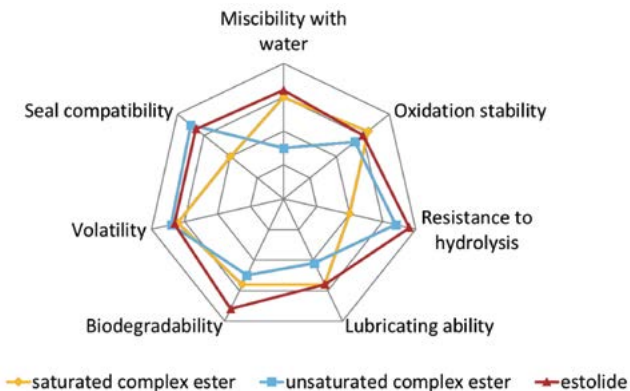 Miscibility with
water
Seal compatibility
Oxidation stability
Volatility
Resistance to
hydrolysis
Biodegradability
Lubricating ability
saturated complex ester
unsaturated complex ester
estolide